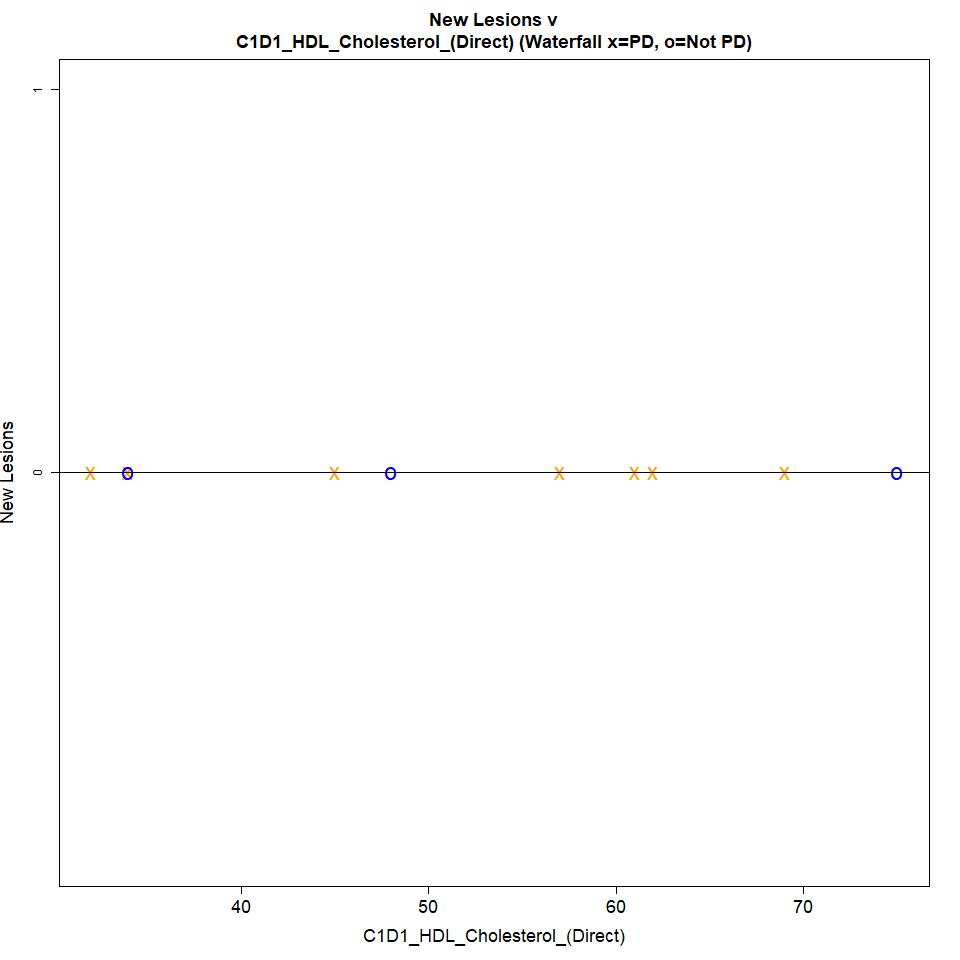 New Lesions v
C1D1_HDL_Cholesterol_(Direct) (Waterfall x=PD, o=Not PD)
1
New Lesions
0
x x o x o x x x x o
40 50 60 70
C1D1_HDL_Cholesterol_(Direct)